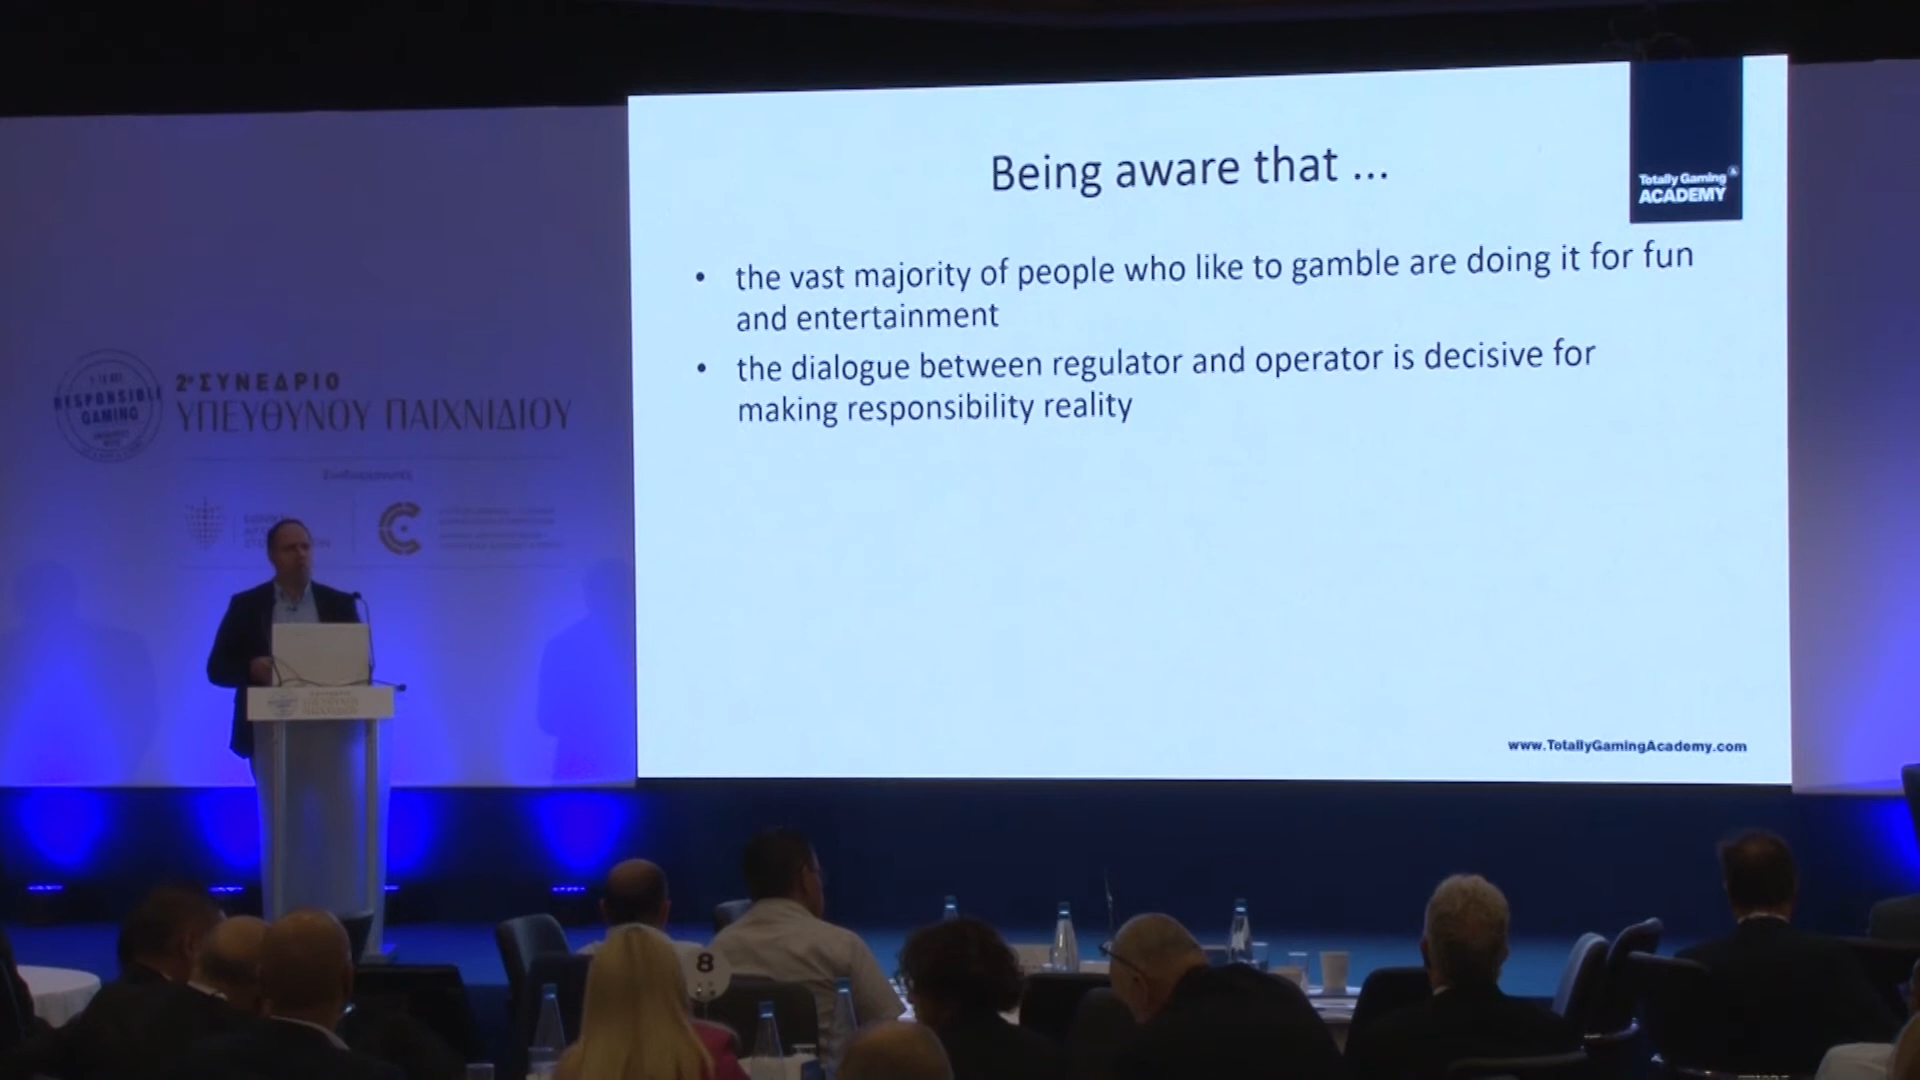 Being aware that ...
Totally Gaming
ACADEMY
• the vast majority of people who like to gamble are doing it for fun
and entertainment
• the dialogue between regulator and operator is decisive for
making responsibility reality
www.TotallyGamingAcademy.com
RESPONSIBLE
GAMING
2ο ΣΥΝΕΔΡΙΟ
ΥΠΕΥΘΥΝΟΥ ΠΑΙΧΝΙΔΙΟΥ
8